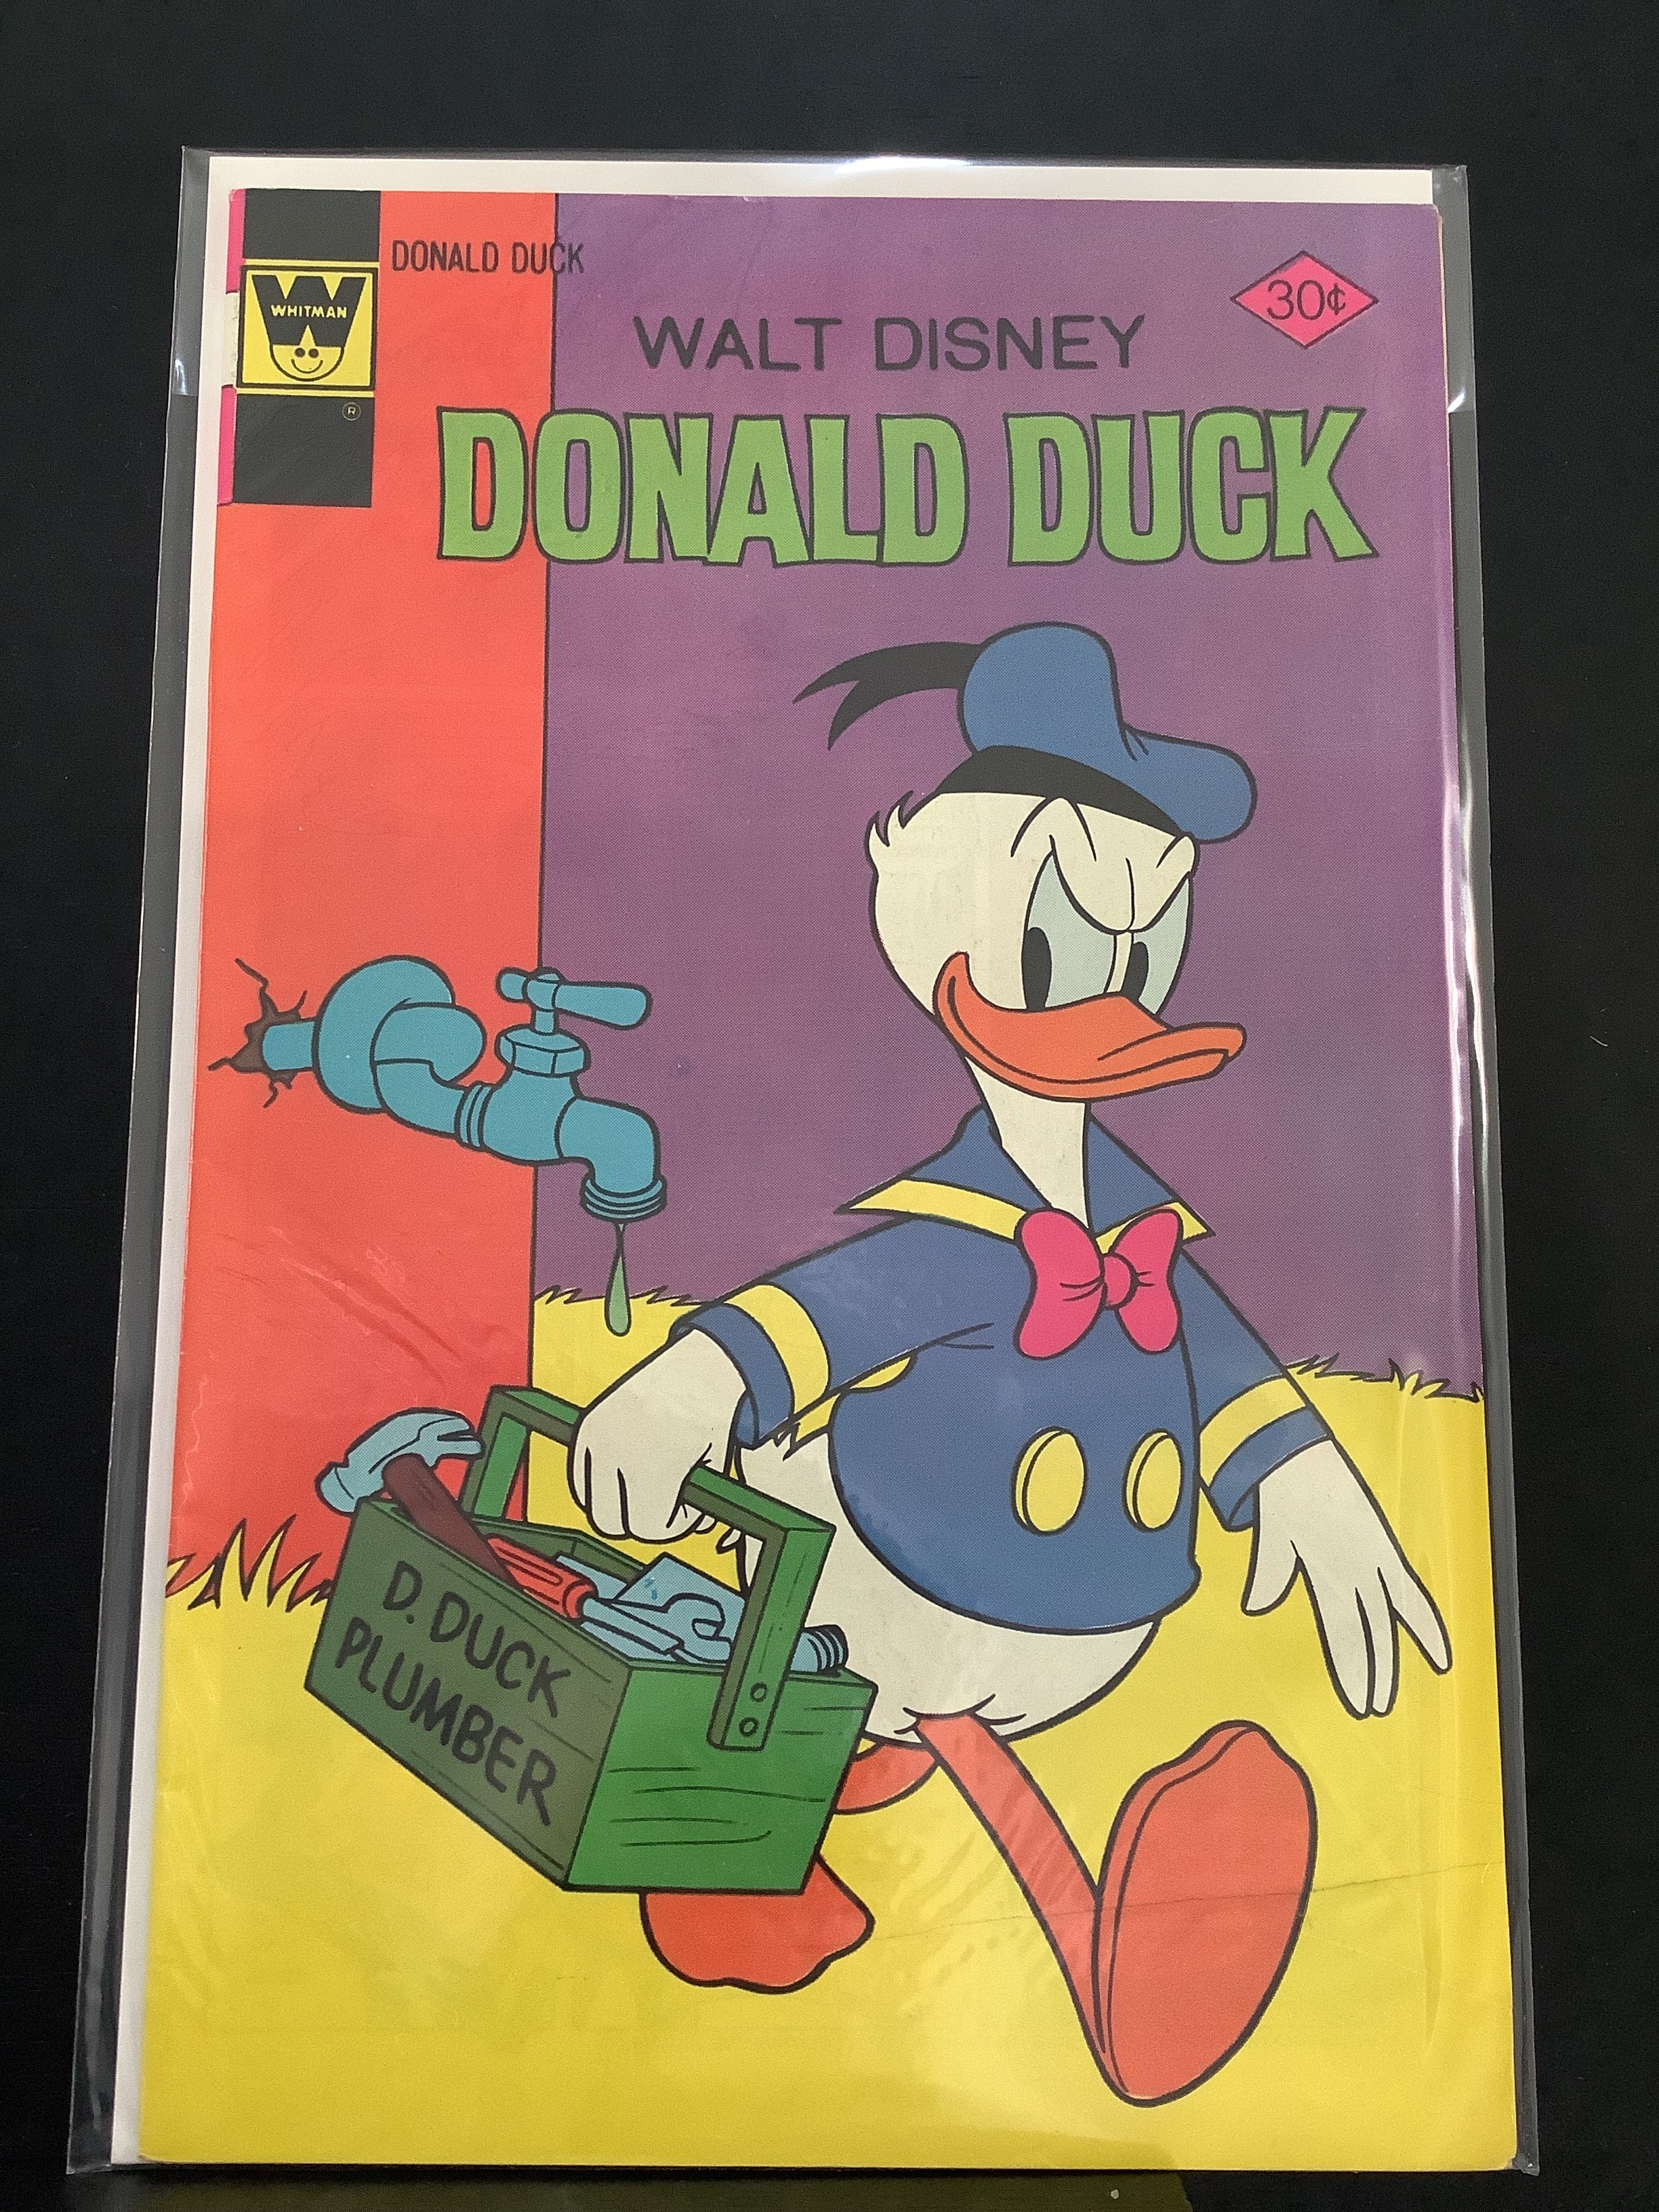 DONALD DUCK
WHITMAN
®
30¢
WALT DISNEY
DONALD DUCK
D. DUCK
PLUMBER